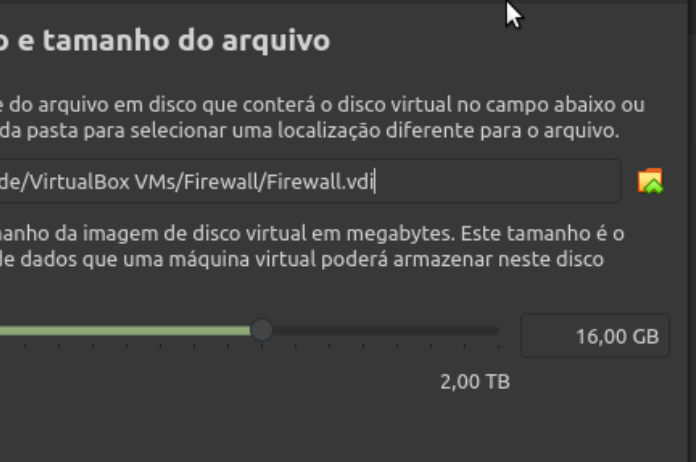 o e tamanho do arquivo
e do arquivo em disco que conterá o disco virtual no campo abaixo ou
da pasta para selecionar uma localização diferente para o arquivo.
de/VirtualBox VMs/Firewall/Firewall.vdi
manho da imagem de disco virtual em megabytes. Este tamanho é o
de dados que uma máquina virtual poderá armazenar neste disco
16,00 GB
2,00 TB